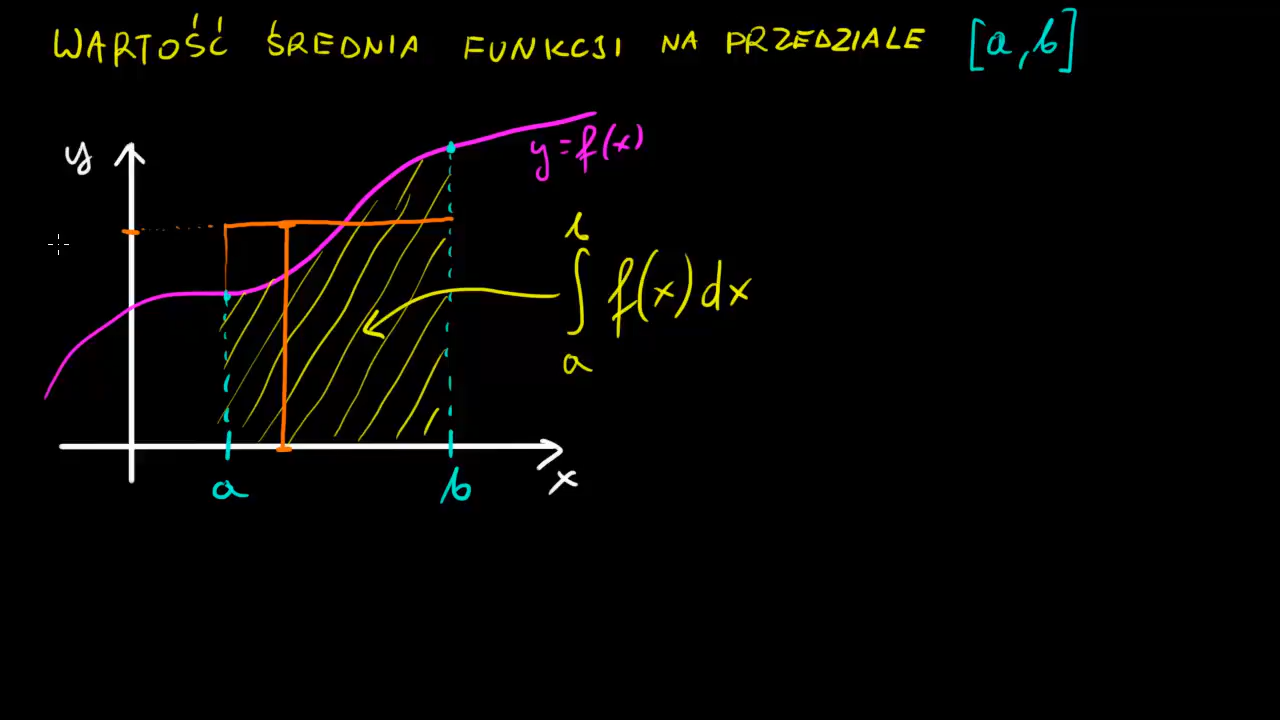 WARTOŚĆ ŚREDNIA FUNKCJI NA PRZEDZIALE [a,b]
y
y=f(x)
b
∫ f(x)dx
a
a
b
x